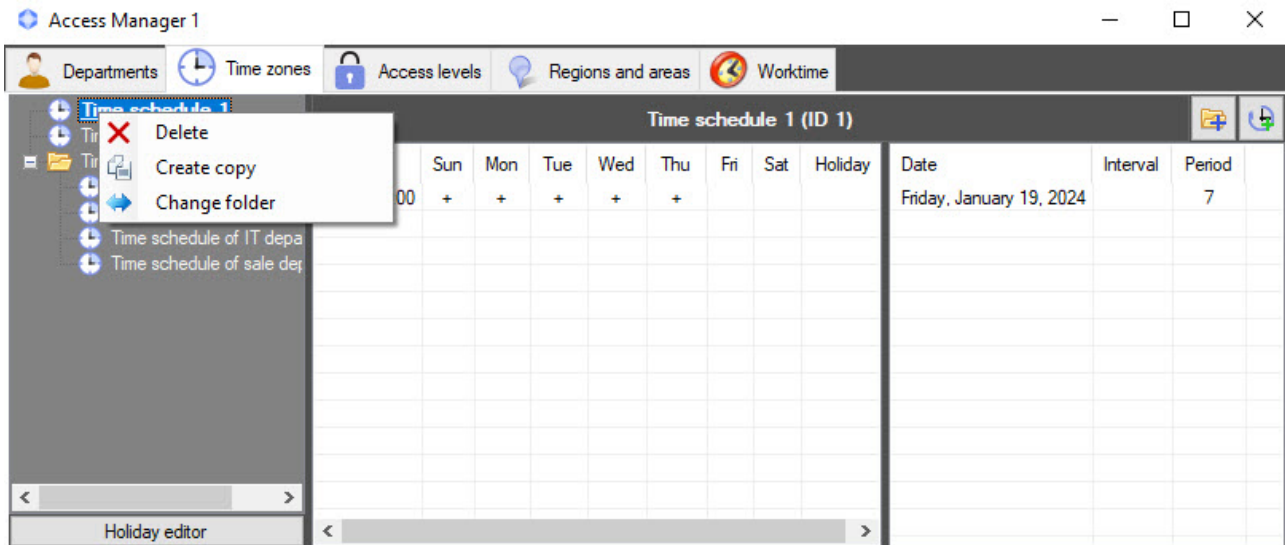 Access Manager 1
Departments Time zones Access levels Regions and areas Worktime
Time schedule 1
Time schedule 1 (ID 1)
Delete
Create copy
Change folder
Sun Mon Tue Wed Thu Fri Sat Holiday Date Interval Period
00 + + + + + Friday, January 19, 2024 7
Time schedule of IT depa
Time schedule of sale dep
Holiday editor